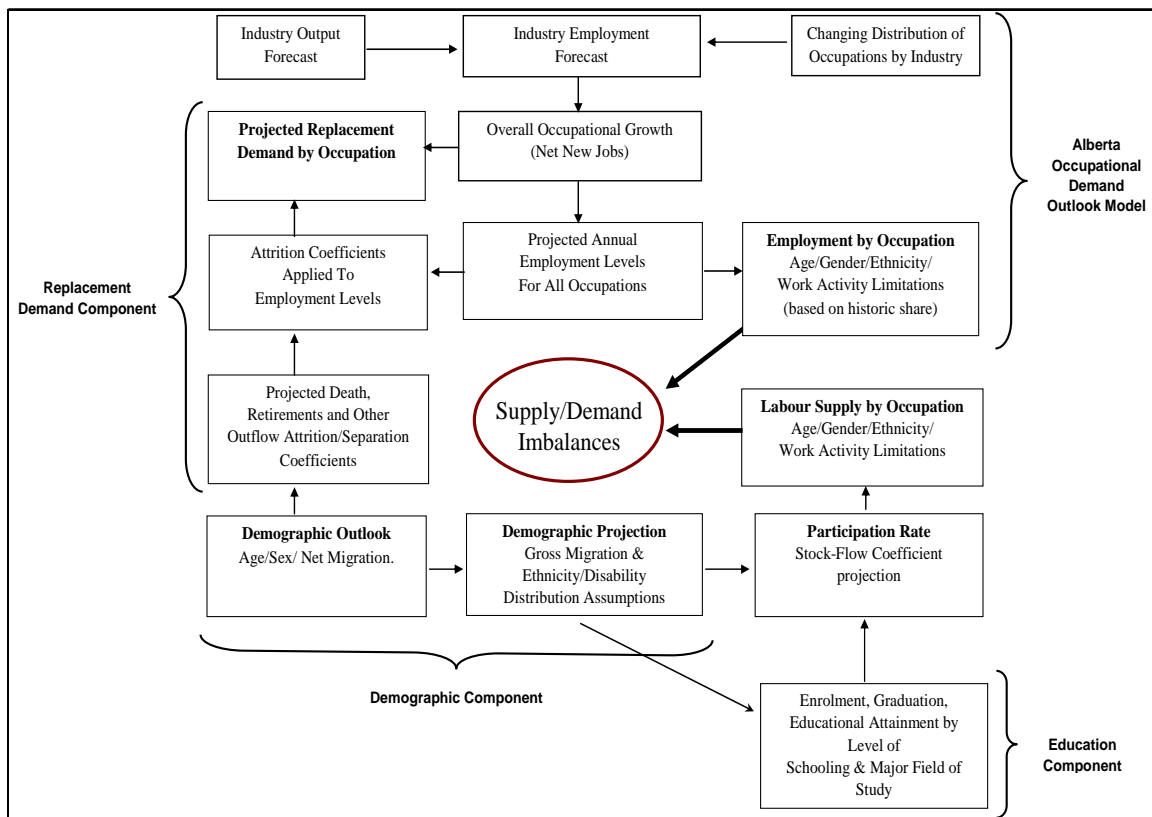 Industry Output
Forecast
Industry Employment
Forecast
Changing Distribution of
Occupations by Industry
Projected Replacement
Demand by Occupation
Overall Occupational Growth
(Net New Jobs)
Alberta
Occupational
Demand
Outlook Model
Attrition Coefficients
Applied To
Employment Levels
Projected Annual
Employment Levels
For All Occupations
Employment by Occupation
Age/Gender/Ethnicity/
Work Activity Limitations
(based on historic share)
Replacement
Demand Component
Projected Death,
Retirements and Other
Outflow Attrition/Separation
Coefficients
Supply/Demand
Imbalances
Labour Supply by Occupation
Age/Gender/Ethnicity/
Work Activity Limitations
Demographic Outlook
Age/Sex/ Net Migration.
Demographic Projection
Gross Migration &
Ethnicity/Disability
Distribution Assumptions
Participation Rate
Stock-Flow Coefficient
projection
Demographic Component
Enrolment, Graduation,
Educational Attainment by
Level of
Schooling & Major Field of
Study
Education
Component